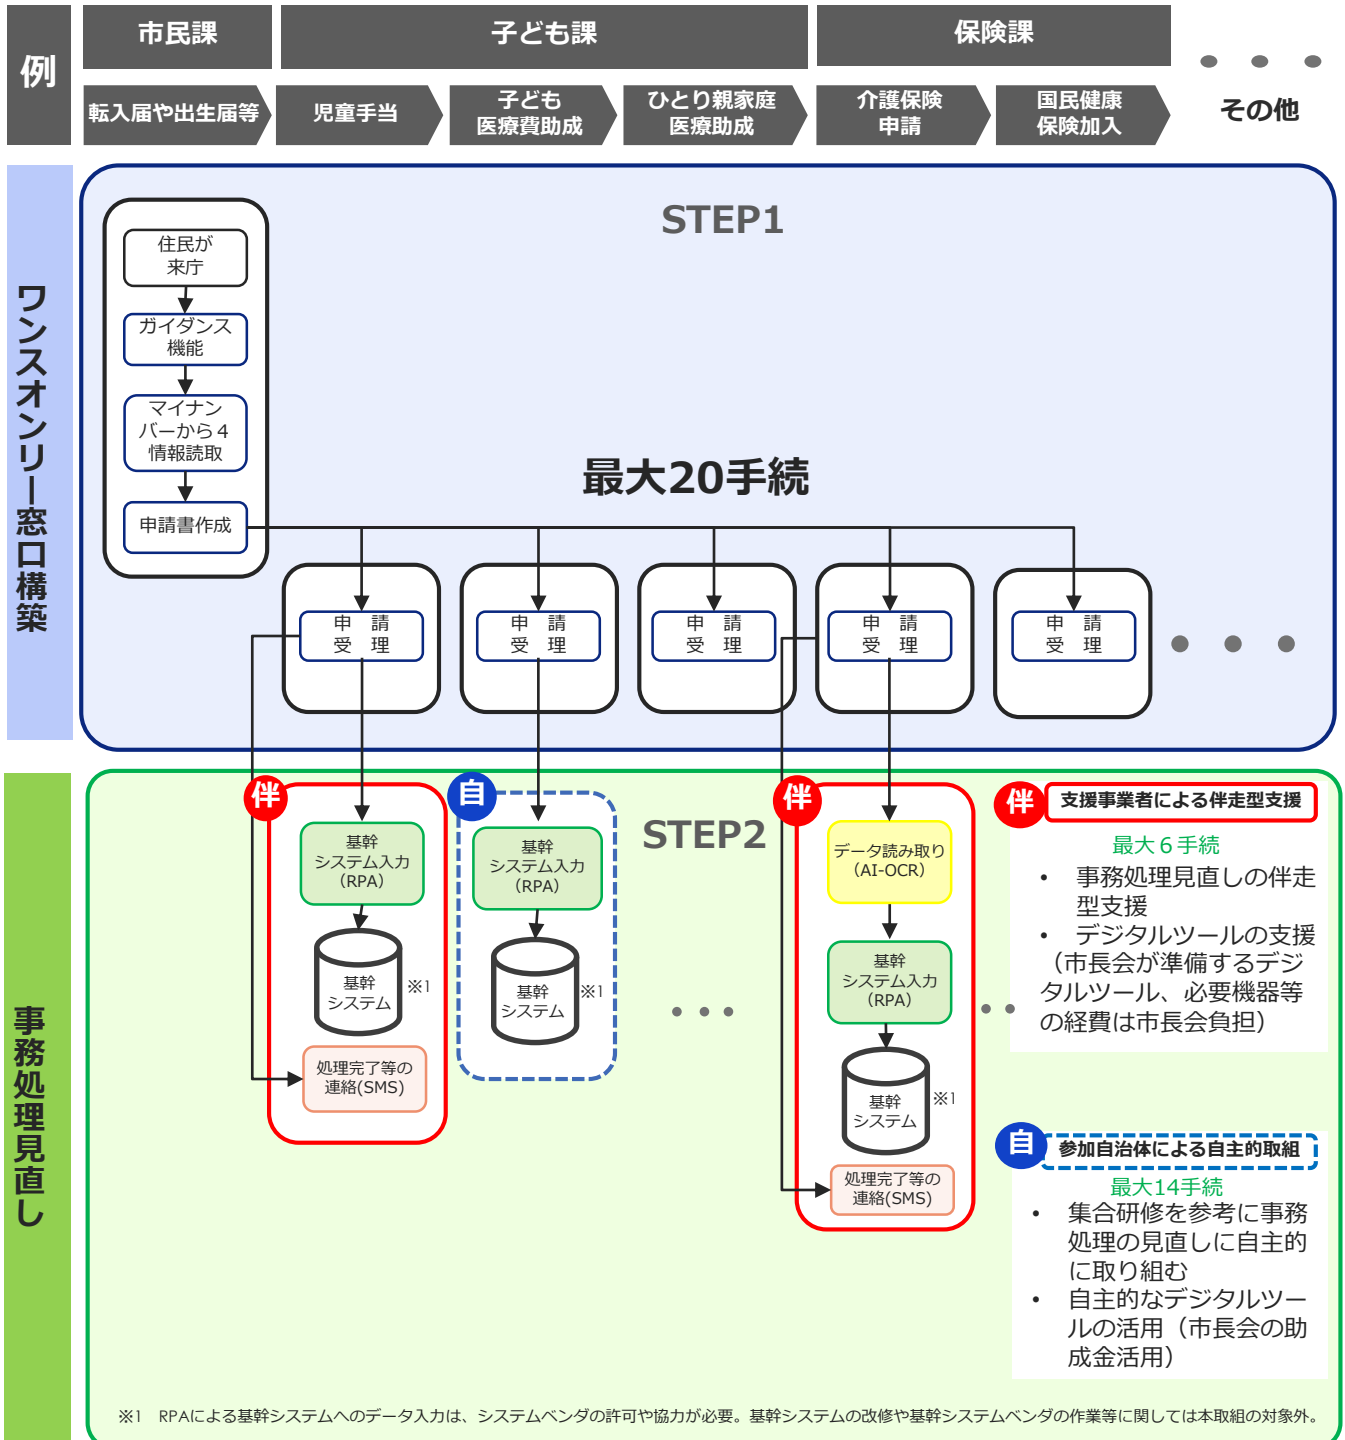 例
市民課
子ども課
保険課
転入届や出生届等
児童手当
子ども
医療費助成
ひとり親家庭
医療助成
介護保険
申請
国民健康
保険加入
・・・
その他
ワンスオンリー窓口構築
STEP1
住民が
来庁
ガイダンス
機能
マイナン
バーから４
情報読取
申請書作成
最大20手続
申　請
受　理
申　請
受　理
申　請
受　理
申　請
受　理
申　請
受　理
・・・
事務処理見直し
STEP2
伴
基幹
システム入力
（RPA）
基幹
システム
※1
処理完了等の
連絡(SMS)
自
基幹
システム入力
（RPA）
基幹
システム
※1
・・・
伴
データ読み取り
（AI-OCR）
基幹
システム入力
（RPA）
基幹
システム
※1
処理完了等の
連絡(SMS)
・・
伴
支援事業者による伴走型支援
最大６手続
・　事務処理見直しの伴走
型支援
・　デジタルツールの支援
（市長会が準備するデジ
タルツール、必要機器等
の経費は市長会負担）
自
参加自治体による自主的取組
最大14手続
・　集合研修を参考に事務
処理の見直しに自主的
に取り組む
・　自主的なデジタルツー
ルの活用（市長会の助
成金活用）
※1　RPAによる基幹システムへのデータ入力は、システムベンダの許可や協力が必要。基幹システムの改修や基幹システムベンダの作業等に関しては本取組の対象外。